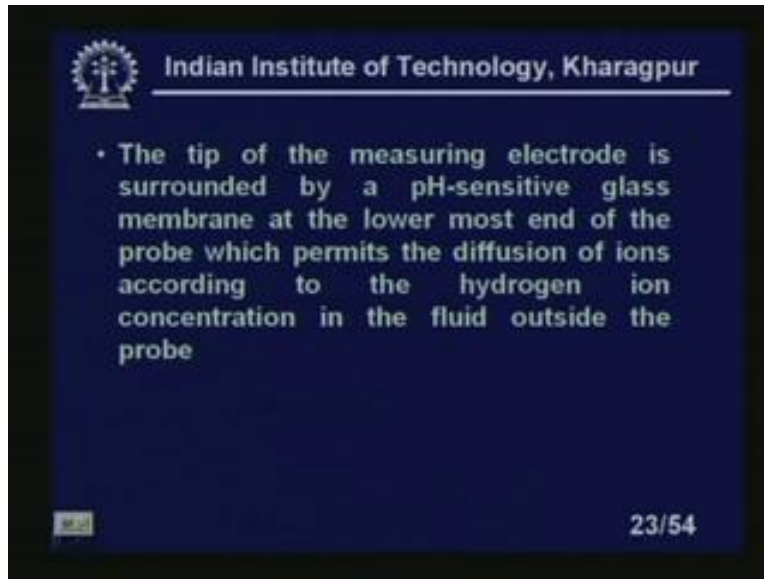 Indian Institute of Technology, Kharagpur
• The tip of the measuring electrode is
surrounded by a pH-sensitive glass
membrane at the lower most end of the
probe which permits the diffusion of ions
according to the hydrogen ion
concentration in the fluid outside the
probe
23/54